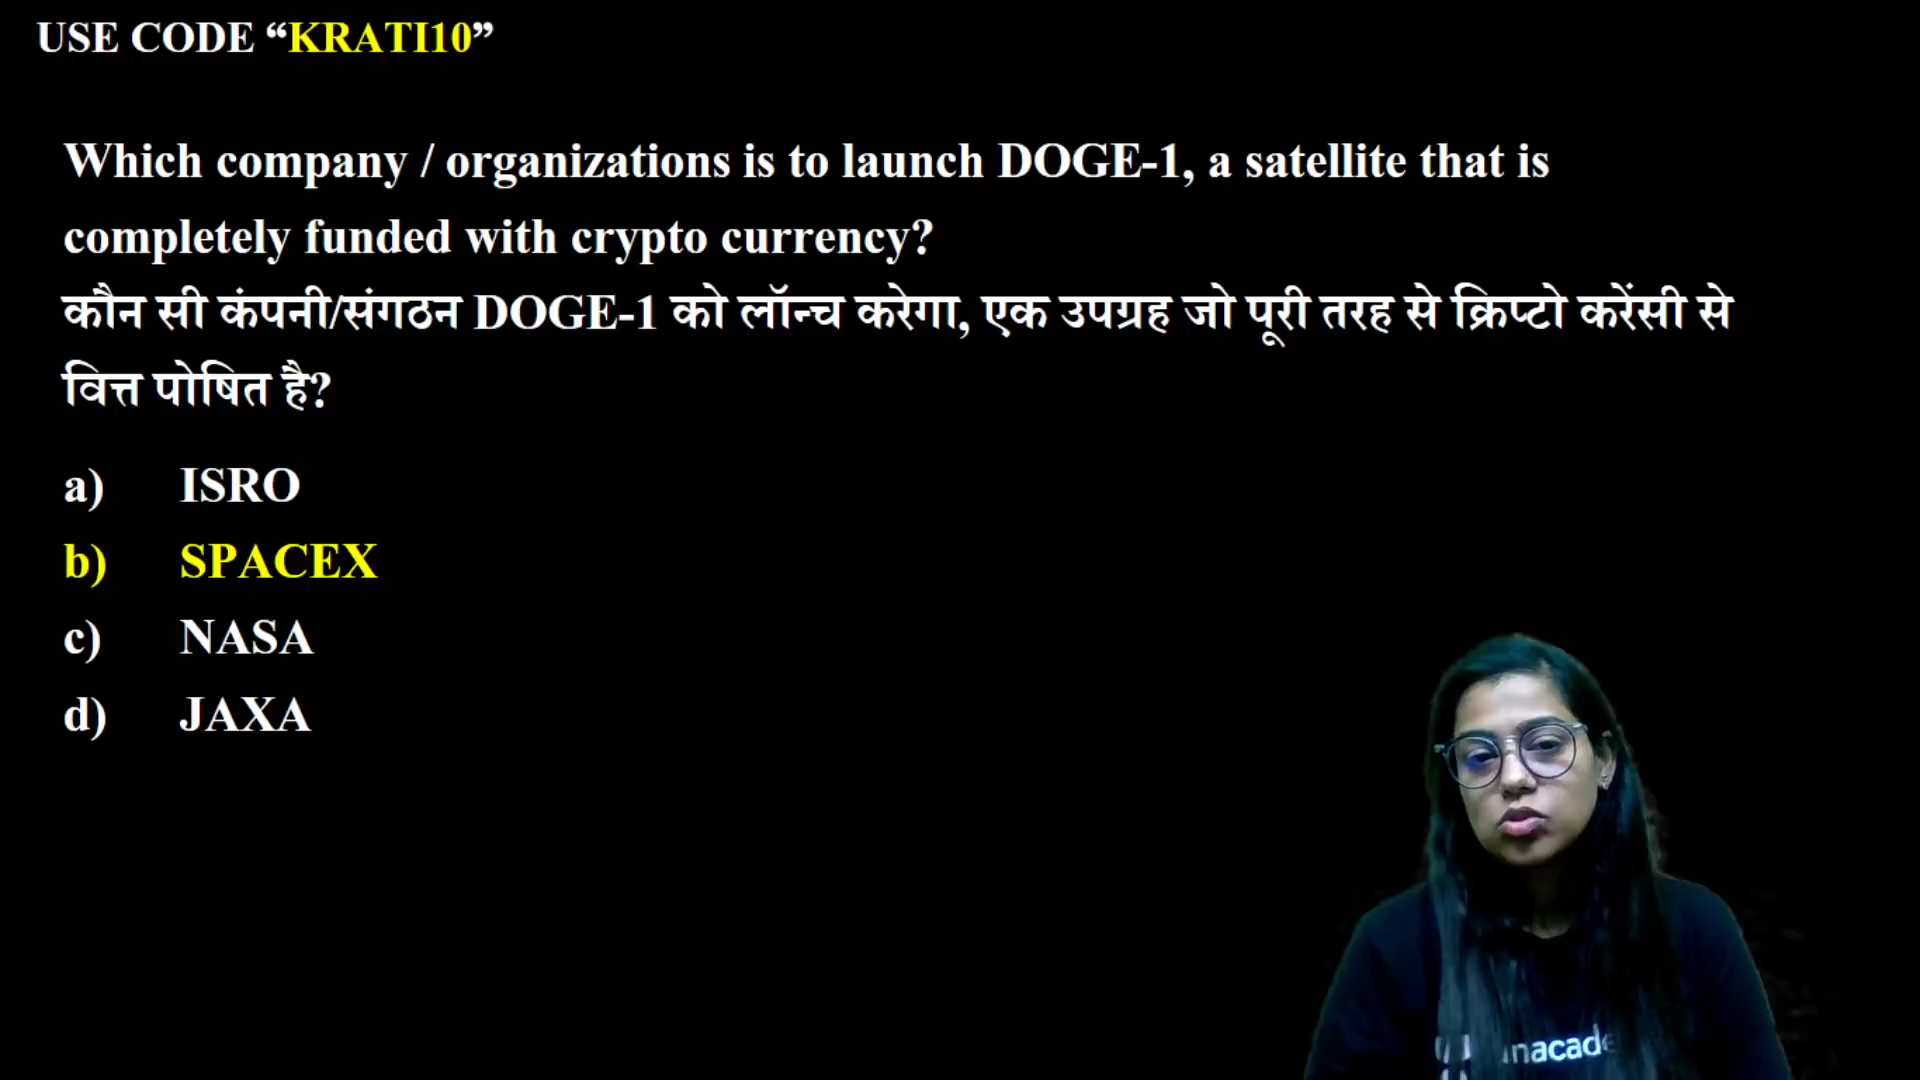 USE CODE “KRATI10”
Which company / organizations is to launch DOGE-1, a satellite that is
completely funded with crypto currency?
कौन सी कंपनी/संगठन DOGE-1 को लॉन्च करेगा, एक उपग्रह जो पूरी तरह से क्रिप्टो करेंसी से
वित्त पोषित है?
a) ISRO
b) SPACEX
c) NASA
d) JAXA